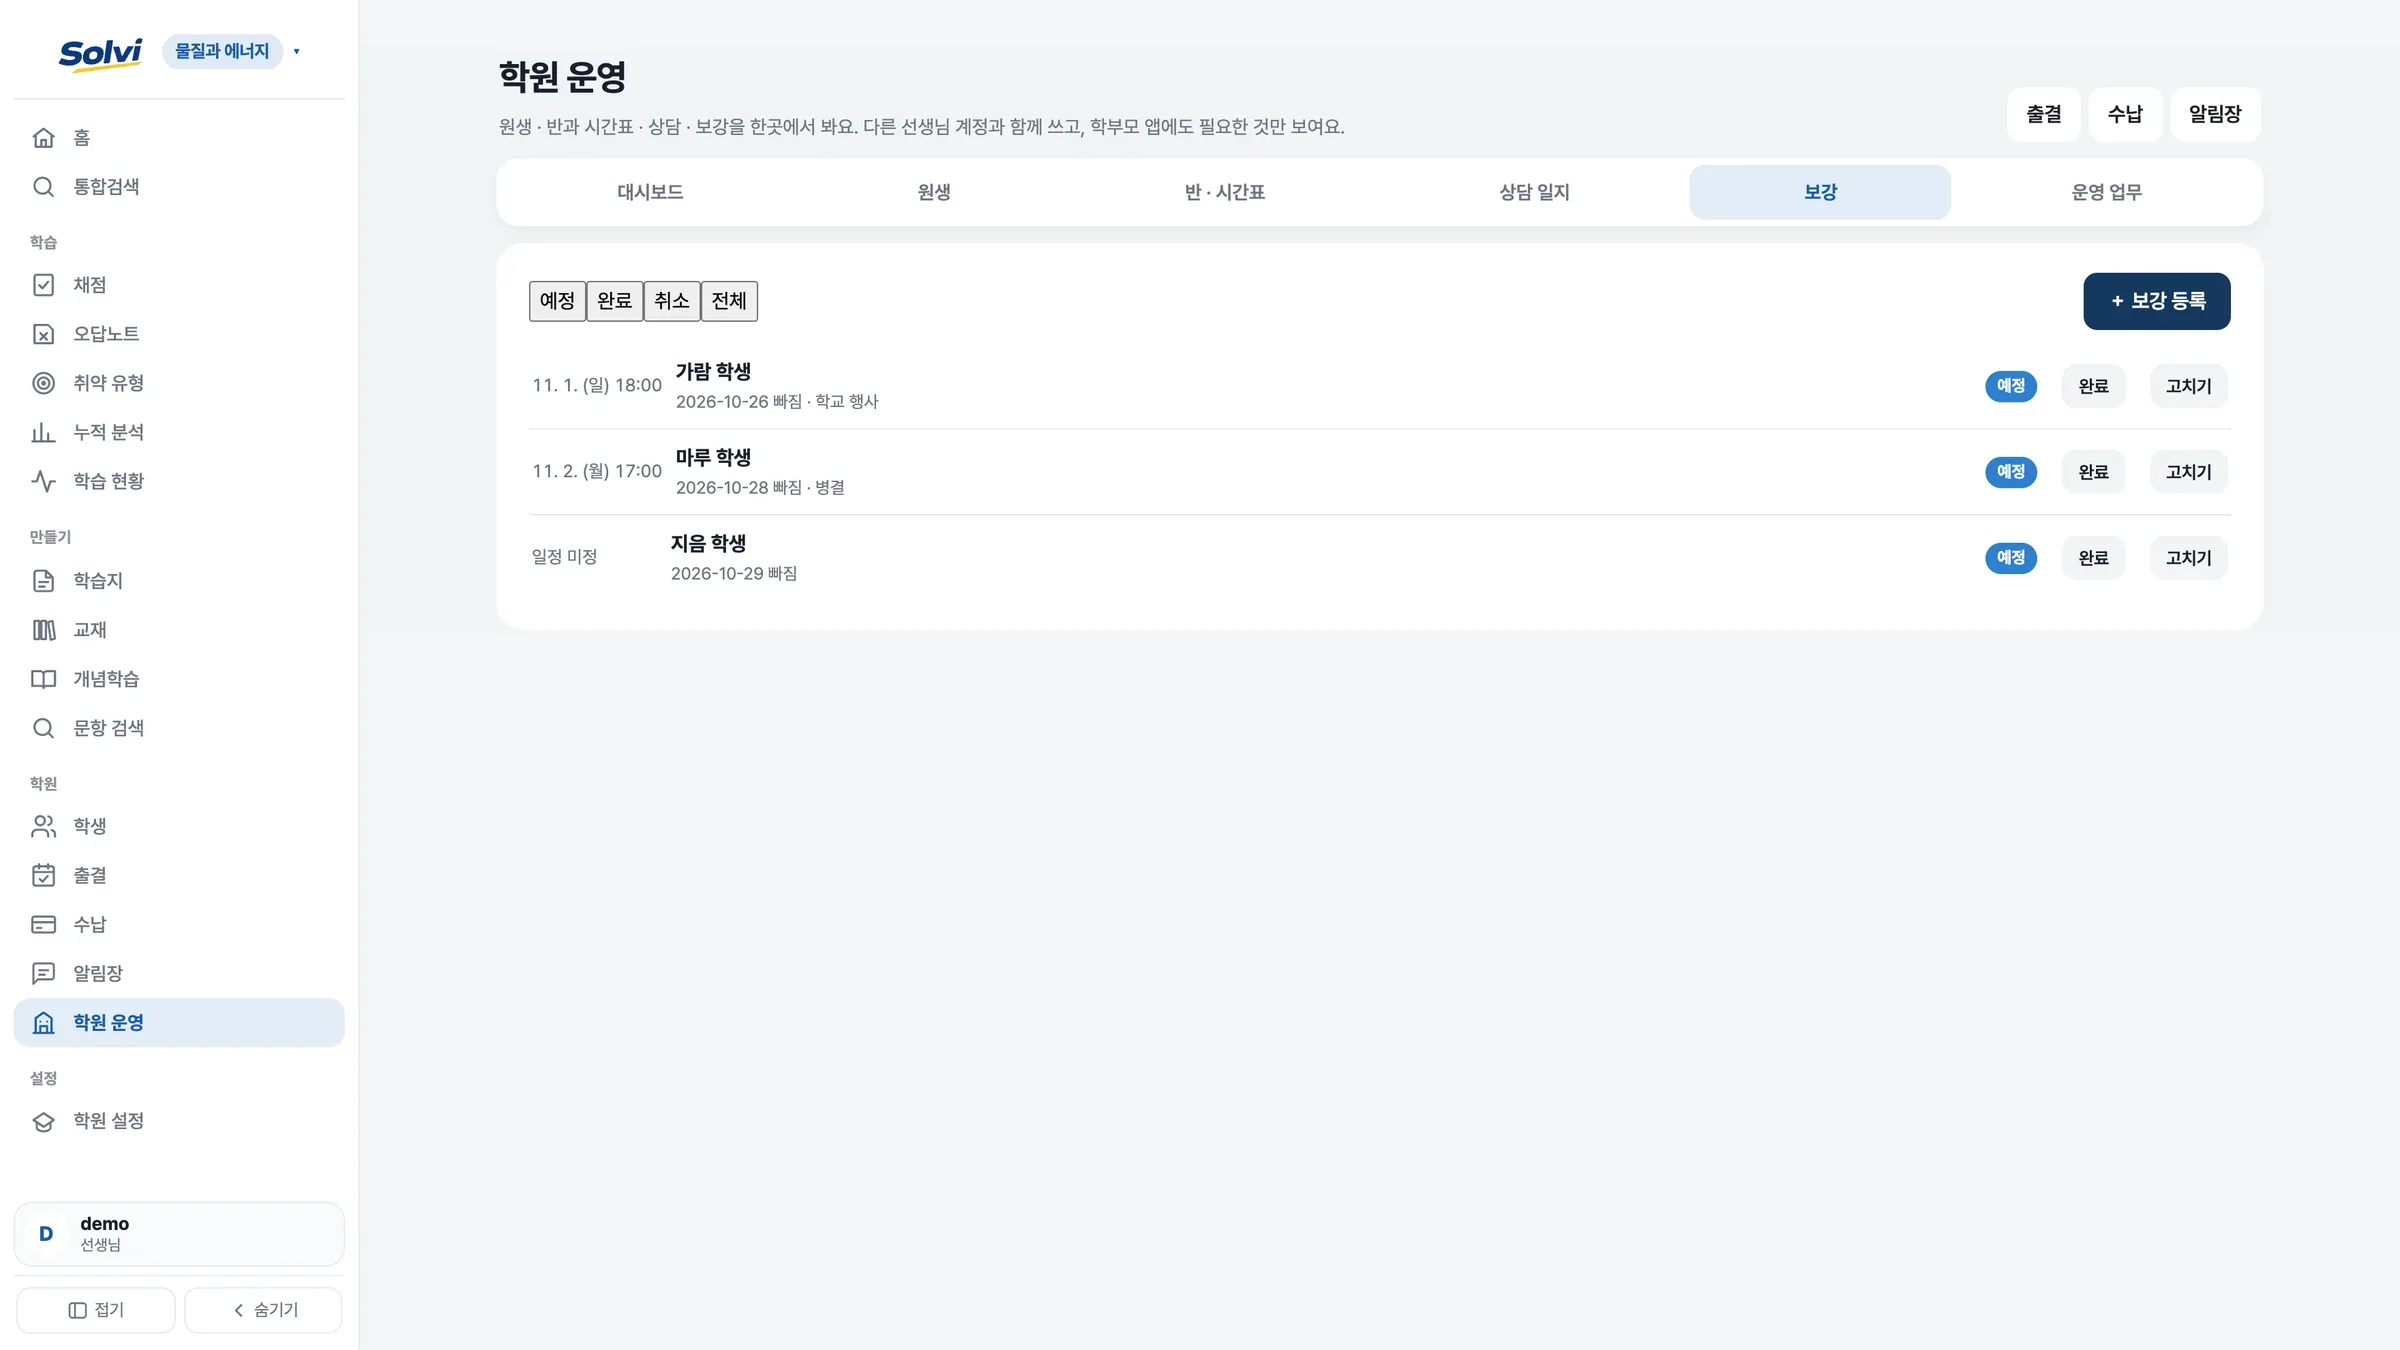 Solvi 물질과 에너지 ▾
홈
통합검색
학습
채점
오답노트
취약 유형
누적 분석
학습 현황
만들기
학습지
교재
개념학습
문항 검색
학원
학생
출결
수납
알림장
학원 운영
설정
학원 설정
D
demo
선생님
접기
숨기기
학원 운영
원생 · 반과 시간표 · 상담 · 보강을 한곳에서 봐요. 다른 선생님 계정과 함께 쓰고, 학부모 앱에도 필요한 것만 보여요.
출결 수납 알림장
대시보드 원생 반 · 시간표 상담 일지 보강 운영 업무
예정 완료 취소 전체
+ 보강 등록
11. 1. (일) 18:00
가람 학생
2026-10-26 빠짐 · 학교 행사
예정 완료 고치기
11. 2. (월) 17:00
마루 학생
2026-10-28 빠짐 · 병결
예정 완료 고치기
일정 미정
지음 학생
2026-10-29 빠짐
예정 완료 고치기